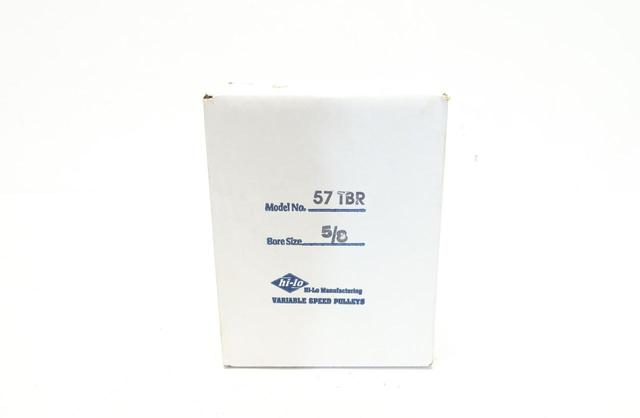 Model No. 57 TBR
Bore Size 5/8
hi-lo
Hi-Lo Manufacturing
VARIABLE SPEED PULLEYS